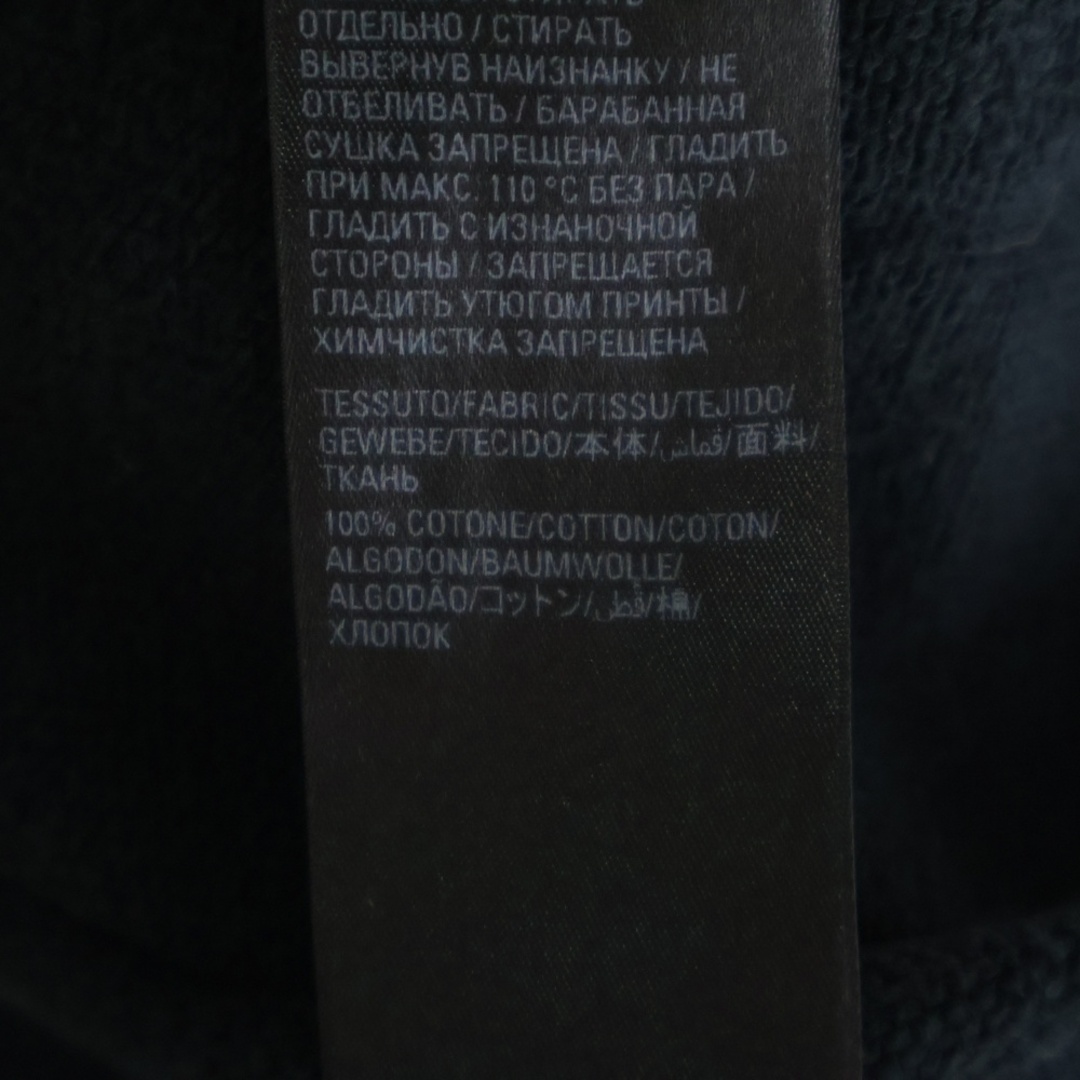 ОТДЕЛЬНО / СТИРАТЬ
ВЫВЕРНУВ НАИЗНАНКУ / НЕ
ОТБЕЛИВАТЬ / БАРАБАННАЯ
СУШКА ЗАПРЕЩЕНА / ГЛАДИТЬ
ПРИ МАКС. 110 °C БЕЗ ПАРА /
ГЛАДИТЬ С ИЗНАНОЧНОЙ
СТОРОНЫ / ЗАПРЕЩАЕТСЯ
ГЛАДИТЬ УТЮГОМ ПРИНТЫ /
ХИМЧИСТКА ЗАПРЕЩЕНА
TESSUTO/FABRIC/TISSU/TEJIDO/
GEWEBE/TECIDO/本体/قماش/面料/
ТКАНЬ
100% COTONE/COTTON/COTON/
ALGODON/BAUMWOLLE/
ALGODÃO/コットン/قطن/棉/
ХЛОПОК